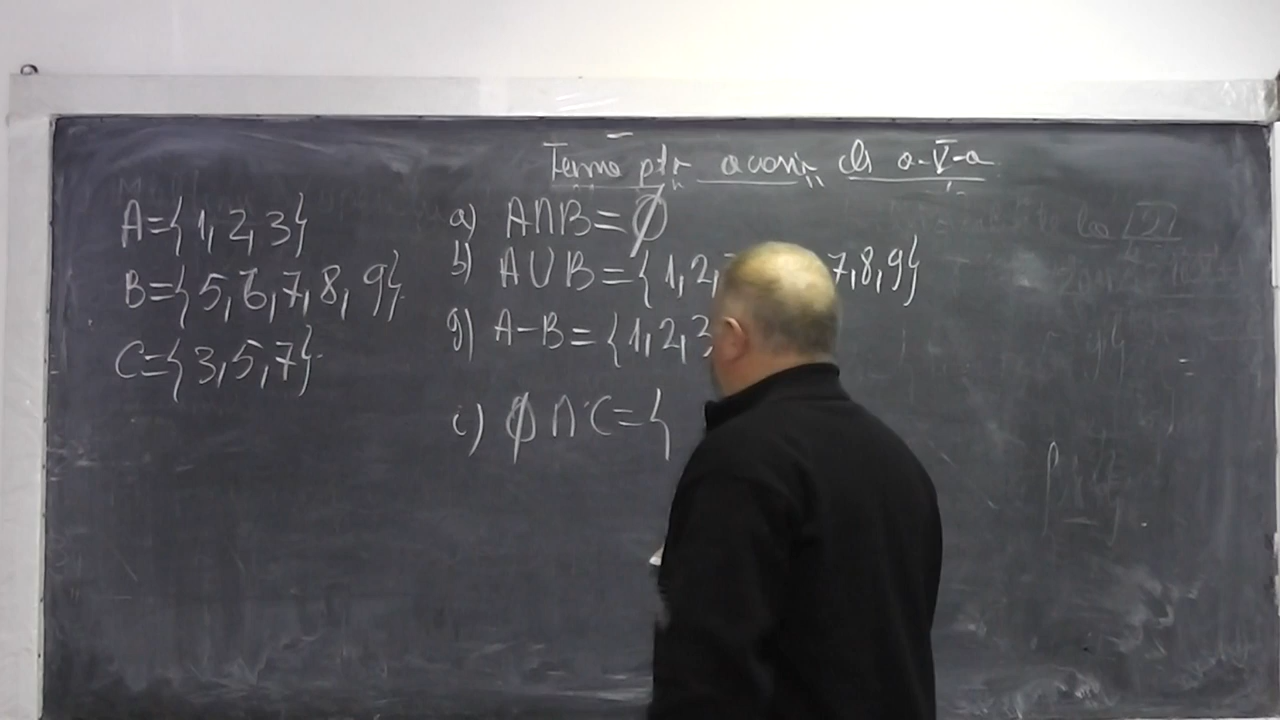 Temă ptr acasă cls a-V-a
A={1,2,3}
B={5,6,7,8,9}
C={3,5,7}
a) A∩B=∅
b) A∪B={1,2, 7,8,9}
g) A-B={1,2,3
i) ∅∩C={